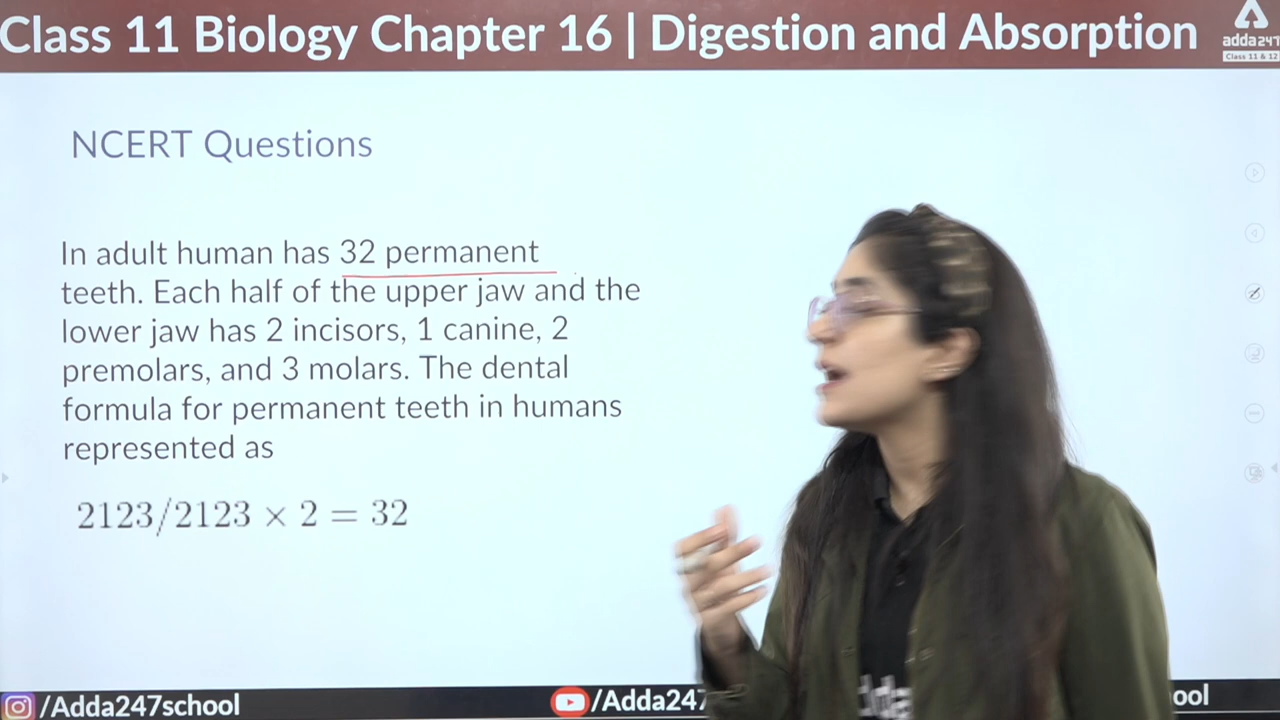 Class 11 Biology Chapter 16 | Digestion and Absorption
adda247
Class 11 & 12
NCERT Questions
In adult human has 32 permanent
teeth. Each half of the upper jaw and the
lower jaw has 2 incisors, 1 canine, 2
premolars, and 3 molars. The dental
formula for permanent teeth in humans
represented as
2123/2123 × 2 = 32
/Adda247school
/Adda247
ool